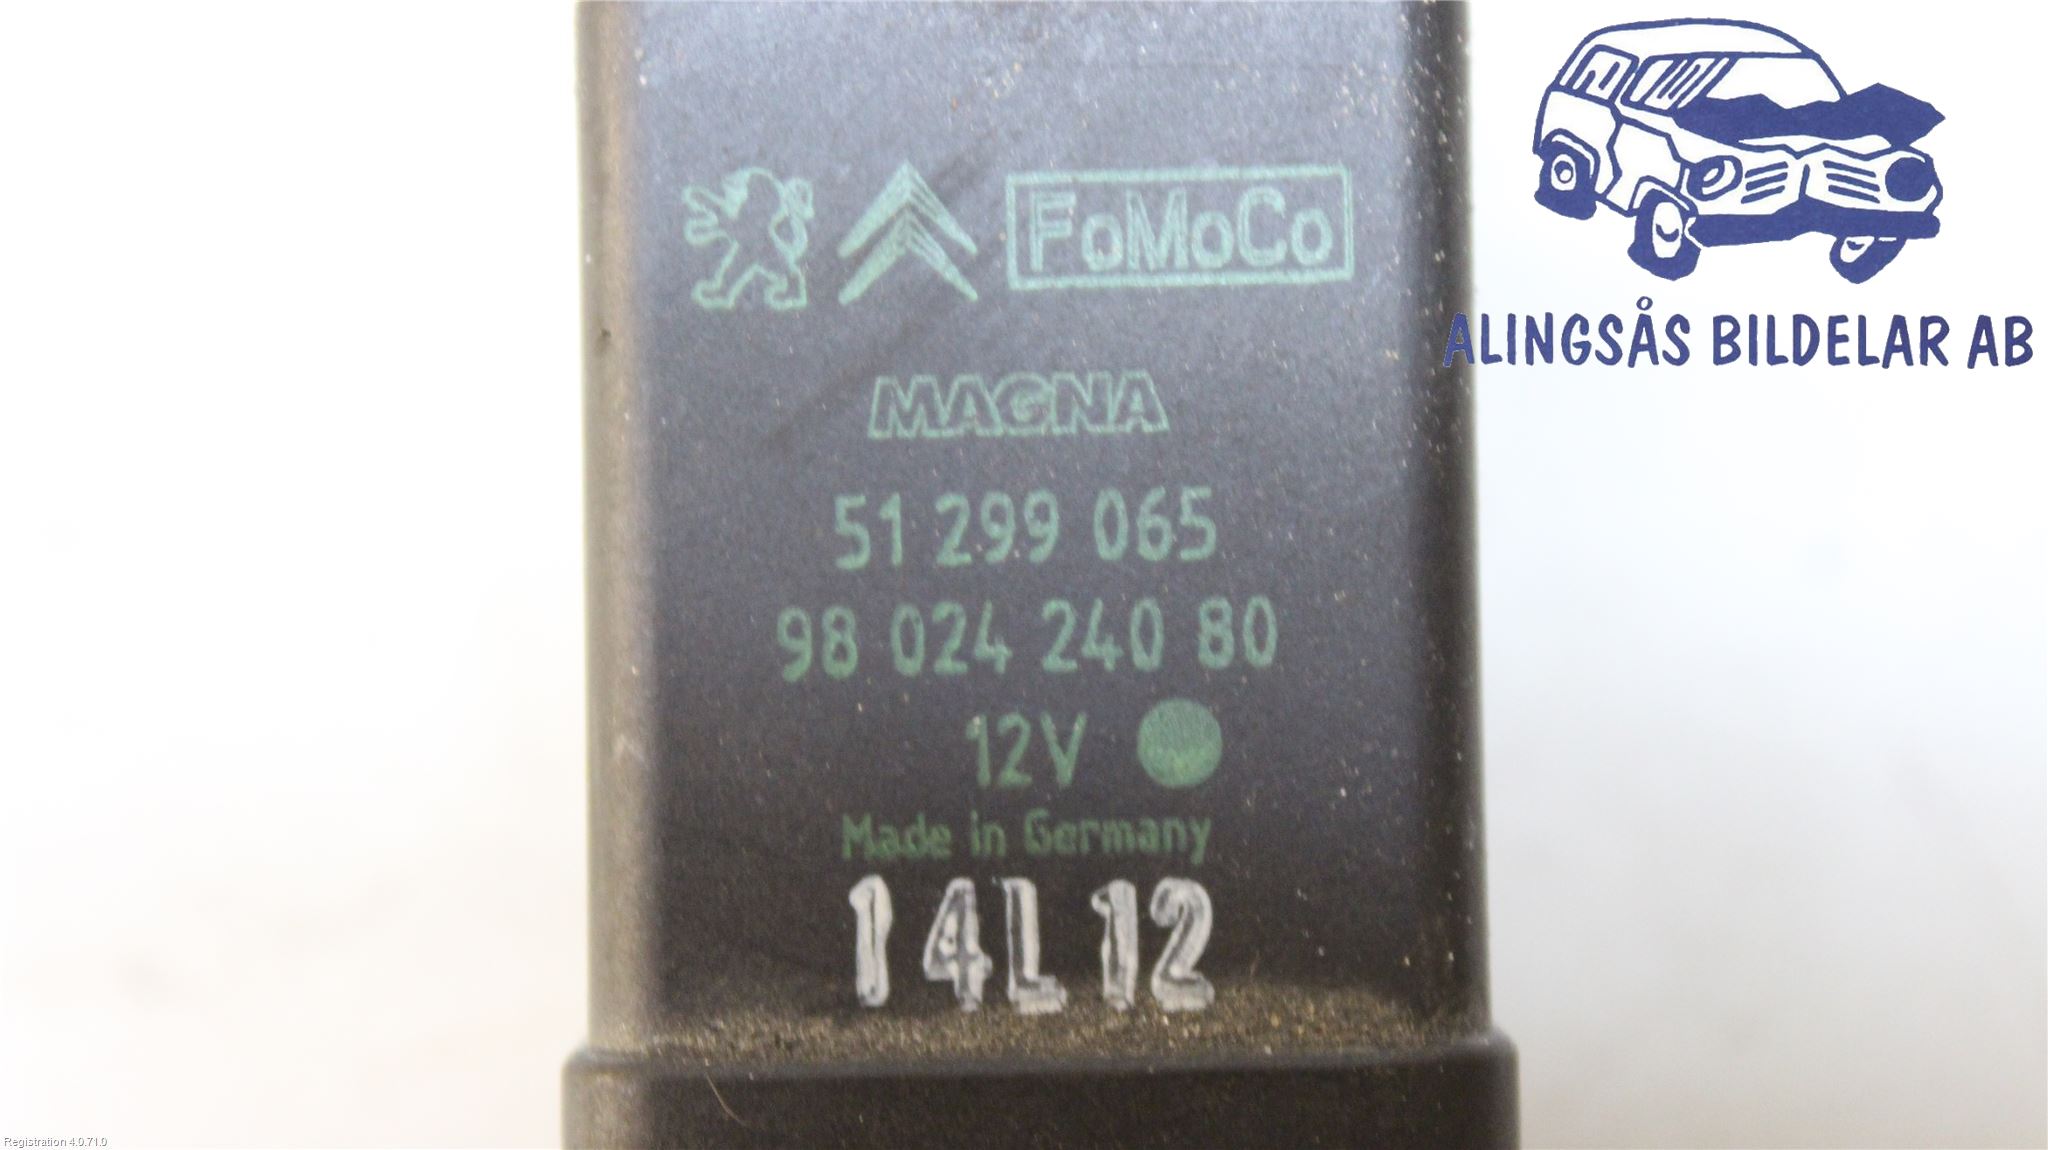 FoMoCo
MAGNA
51 299 065
98 024 240 80
12V
Made in Germany
14L12
ALINGSÅS BILDELAR AB
Registration 4.0.71.0